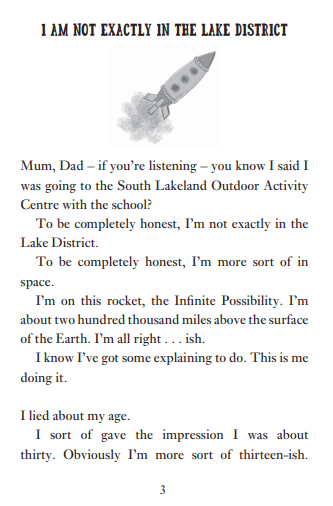 I AM NOT EXACTLY IN THE LAKE DISTRICT
Mum, Dad – if you're listening – you know I said I
was going to the South Lakeland Outdoor Activity
Centre with the school?
To be completely honest, I'm not exactly in the
Lake District.
To be completely honest, I'm more sort of in
space.
I'm on this rocket, the Infinite Possibility. I'm
about two hundred thousand miles above the surface
of the Earth. I'm all right . . . ish.
I know I've got some explaining to do. This is me
doing it.
I lied about my age.
I sort of gave the impression I was about
thirty. Obviously I'm more sort of thirteen-ish.
3